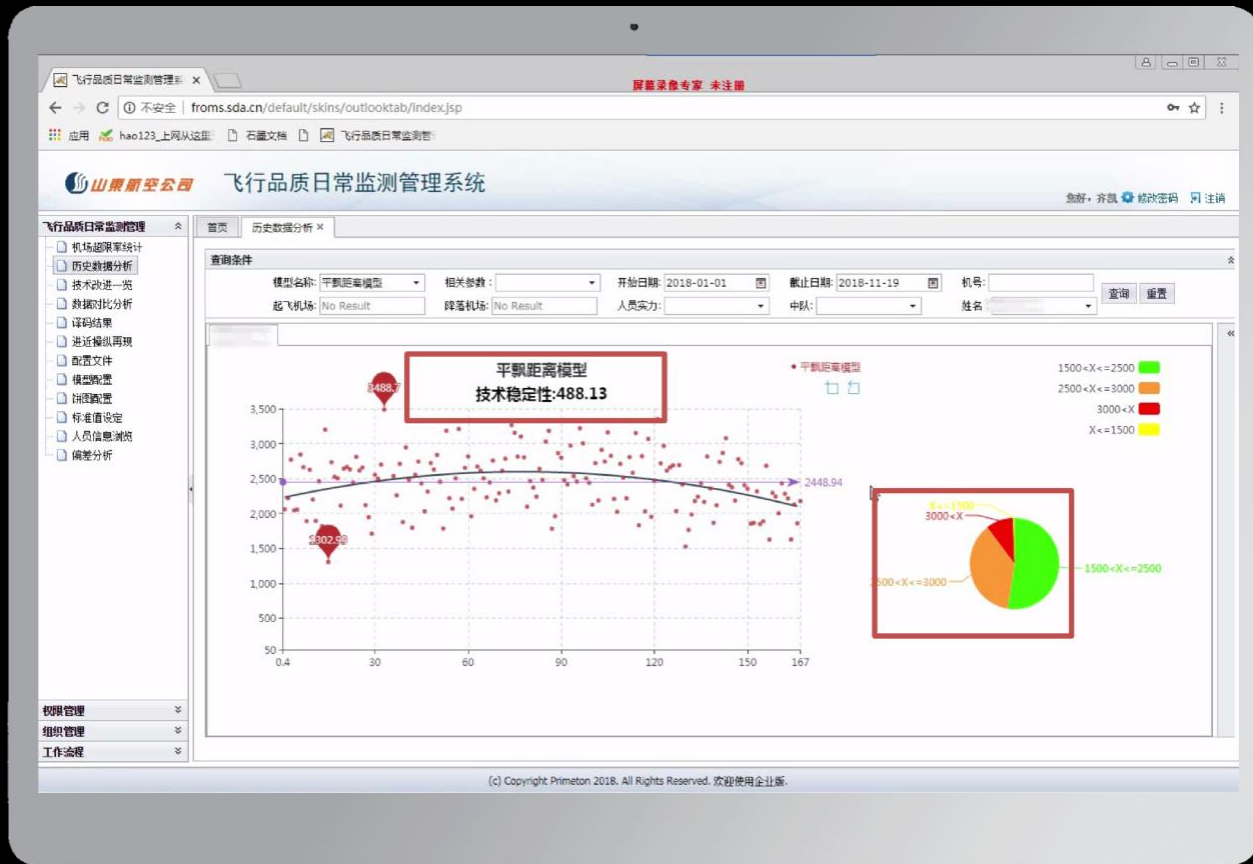 飞行品质日常监测管理系
屏幕录像专家 未注册
不安全 | froms.sda.cn/default/skins/outlooktab/index.jsp
应用 hao123_上网从这里 石墨文档 飞行品质日常监测管
山東航空公司 飞行品质日常监测管理系统
您好，齐凯 修改密码 注销
飞行品质日常监测管理
机场超限率统计
历史数据分析
技术改进一览
数据对比分析
译码结果
进近操纵再现
配置文件
模型配置
饼图配置
标准值设定
人员信息浏览
偏差分析
权限管理
组织管理
工作流程
首页 历史数据分析
查询条件
模型名称: 平飘距离模型 相关参数: 开始日期: 2018-01-01 截止日期: 2018-11-19 机号:
起飞机场: No Result 降落机场: No Result 人员实力: 中队: 姓名
查询 重置
平飘距离模型
技术稳定性:488.13
平飘距离模型
1500<X<=2500
2500<X<=3000
3000<X
X<=1500
3,500
3,000
2,500
2,000
1,500
1,000
500
50
0.4 30 60 90 120 150 167
2448.94
X<=1500
3000<X
1500<X<=2500
(c) Copyright Primeton 2018. All Rights Reserved. 欢迎使用企业版.